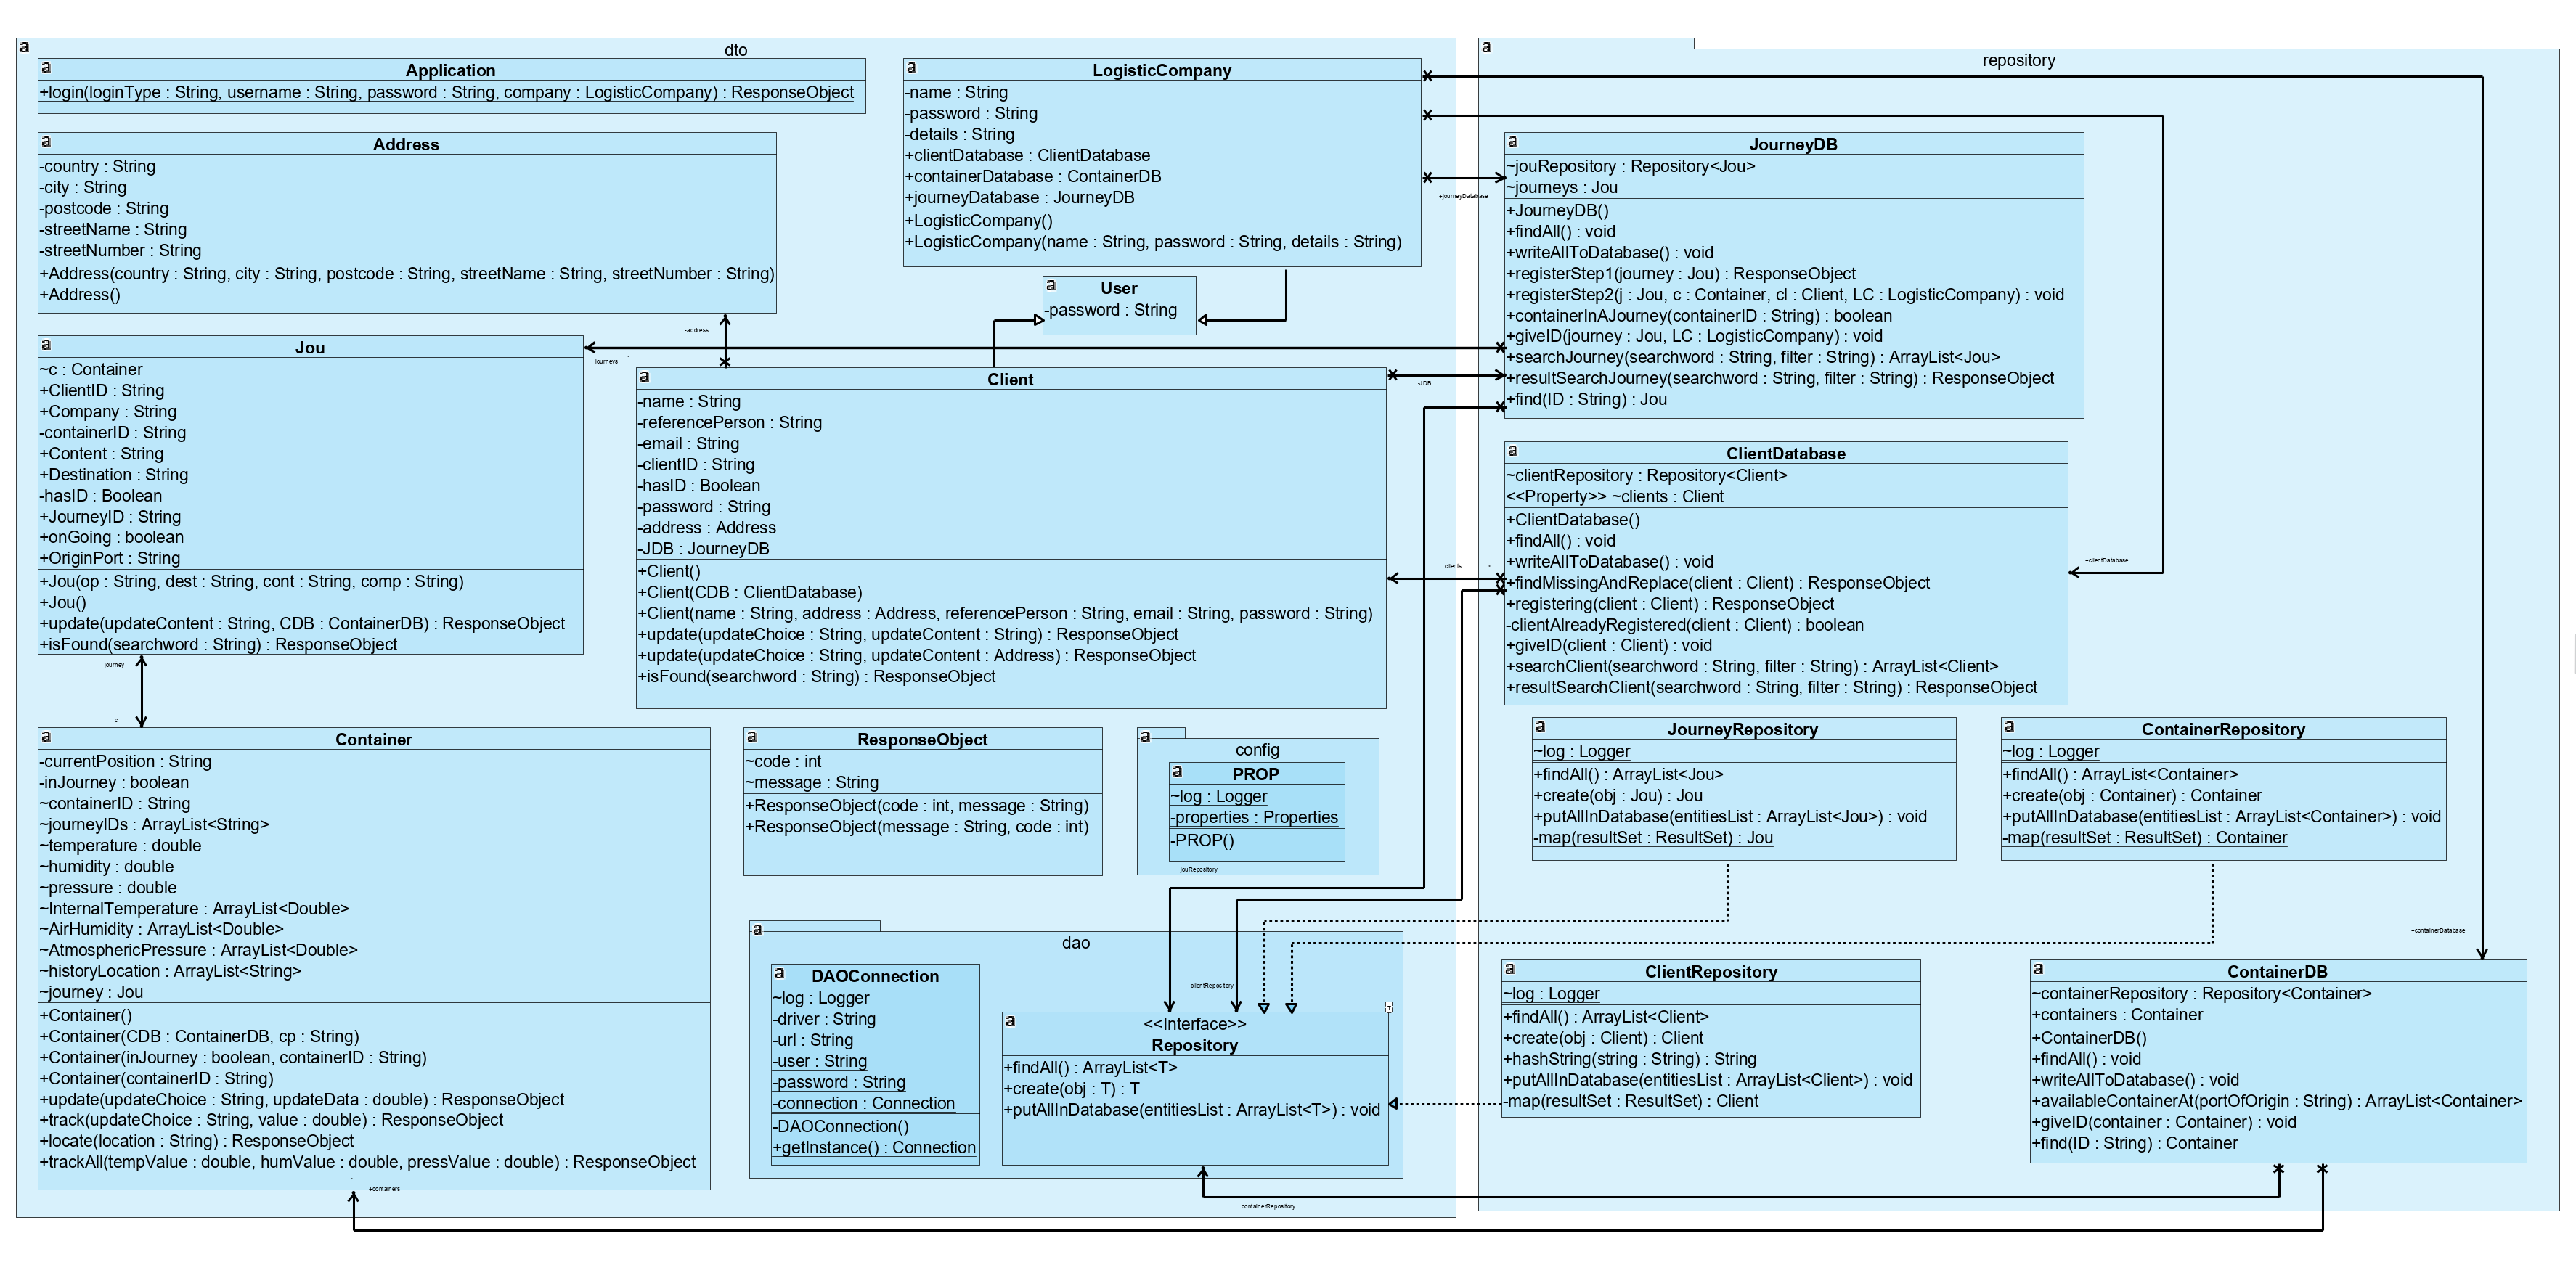 dto
Application
+login(loginType : String, username : String, password : String, company : LogisticCompany) : ResponseObject
Address
-country : String
-city : String
-postcode : String
-streetName : String
-streetNumber : String
+Address(country : String, city : String, postcode : String, streetName : String, streetNumber : String)
+Address()
LogisticCompany
-name : String
-password : String
-details : String
+clientDatabase : ClientDatabase
+containerDatabase : ContainerDB
+journeyDatabase : JourneyDB
+LogisticCompany()
+LogisticCompany(name : String, password : String, details : String)
User
-password : String
-address
journeys
Jou
~c : Container
+ClientID : String
+Company : String
-containerID : String
+Content : String
+Destination : String
-hasID : Boolean
+JourneyID : String
+onGoing : boolean
+OriginPort : String
+Jou(op : String, dest : String, cont : String, comp : String)
+Jou()
+update(updateContent : String, CDB : ContainerDB) : ResponseObject
+isFound(searchword : String) : ResponseObject
journey
c
Client
-name : String
-referencePerson : String
-email : String
-clientID : String
-hasID : Boolean
-password : String
-address : Address
-JDB : JourneyDB
+Client()
+Client(CDB : ClientDatabase)
+Client(name : String, address : Address, referencePerson : String, email : String, password : String)
+update(updateChoice : String, updateContent : String) : ResponseObject
+update(updateChoice : String, updateContent : Address) : ResponseObject
+isFound(searchword : String) : ResponseObject
Container
-currentPosition : String
-inJourney : boolean
~containerID : String
~journeyIDs : ArrayList<String>
~temperature : double
~humidity : double
~pressure : double
~InternalTemperature : ArrayList<Double>
~AirHumidity : ArrayList<Double>
~AtmosphericPressure : ArrayList<Double>
~historyLocation : ArrayList<String>
~journey : Jou
+Container()
+Container(CDB : ContainerDB, cp : String)
+Container(inJourney : boolean, containerID : String)
+Container(containerID : String)
+update(updateChoice : String, updateData : double) : ResponseObject
+track(updateChoice : String, value : double) : ResponseObject
+locate(location : String) : ResponseObject
+trackAll(tempValue : double, humValue : double, pressValue : double) : ResponseObject
+containers
ResponseObject
~code : int
~message : String
+ResponseObject(code : int, message : String)
+ResponseObject(message : String, code : int)
config
PROP
~log : Logger
-properties : Properties
-PROP()
jouRepository
dao
DAOConnection
~log : Logger
-driver : String
-url : String
-user : String
-password : String
-connection : Connection
-DAOConnection()
+getInstance() : Connection
clientRepository
<<Interface>>
Repository
+findAll() : ArrayList<T>
+create(obj : T) : T
+putAllInDatabase(entitiesList : ArrayList<T>) : void
containerRepository
repository
+journeyDatabase
-JDB
clients
JourneyDB
~jouRepository : Repository<Jou>
~journeys : Jou
+JourneyDB()
+findAll() : void
+writeAllToDatabase() : void
+registerStep1(journey : Jou) : ResponseObject
+registerStep2(j : Jou, c : Container, cl : Client, LC : LogisticCompany) : void
+containerInAJourney(containerID : String) : boolean
+giveID(journey : Jou, LC : LogisticCompany) : void
+searchJourney(searchword : String, filter : String) : ArrayList<Jou>
+resultSearchJourney(searchword : String, filter : String) : ResponseObject
+find(ID : String) : Jou
ClientDatabase
~clientRepository : Repository<Client>
<<Property>> ~clients : Client
+ClientDatabase()
+findAll() : void
+writeAllToDatabase() : void
+findMissingAndReplace(client : Client) : ResponseObject
+registering(client : Client) : ResponseObject
-clientAlreadyRegistered(client : Client) : boolean
+giveID(client : Client) : void
+searchClient(searchword : String, filter : String) : ArrayList<Client>
+resultSearchClient(searchword : String, filter : String) : ResponseObject
+clientDatabase
JourneyRepository
~log : Logger
+findAll() : ArrayList<Jou>
+create(obj : Jou) : Jou
+putAllInDatabase(entitiesList : ArrayList<Jou>) : void
-map(resultSet : ResultSet) : Jou
ContainerRepository
~log : Logger
+findAll() : ArrayList<Container>
+create(obj : Container) : Container
+putAllInDatabase(entitiesList : ArrayList<Container>) : void
-map(resultSet : ResultSet) : Container
+containerDatabase
ClientRepository
~log : Logger
+findAll() : ArrayList<Client>
+create(obj : Client) : Client
+hashString(string : String) : String
+putAllInDatabase(entitiesList : ArrayList<Client>) : void
-map(resultSet : ResultSet) : Client
ContainerDB
~containerRepository : Repository<Container>
+containers : Container
+ContainerDB()
+findAll() : void
+writeAllToDatabase() : void
+availableContainerAt(portOfOrigin : String) : ArrayList<Container>
+giveID(container : Container) : void
+find(ID : String) : Container